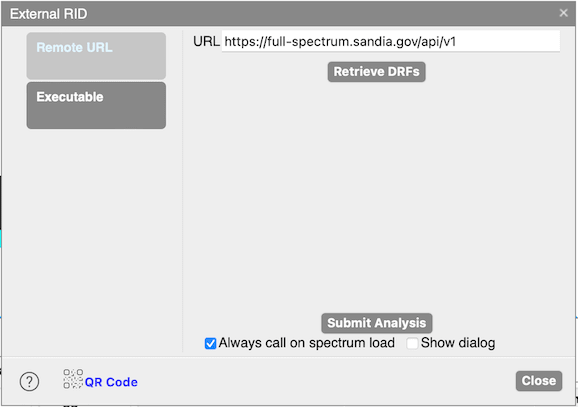 External RID
Remote URL
Executable
URL https://full-spectrum.sandia.gov/api/v1
Retrieve DRFs
Submit Analysis
Always call on spectrum load Show dialog
? QR Code
Close